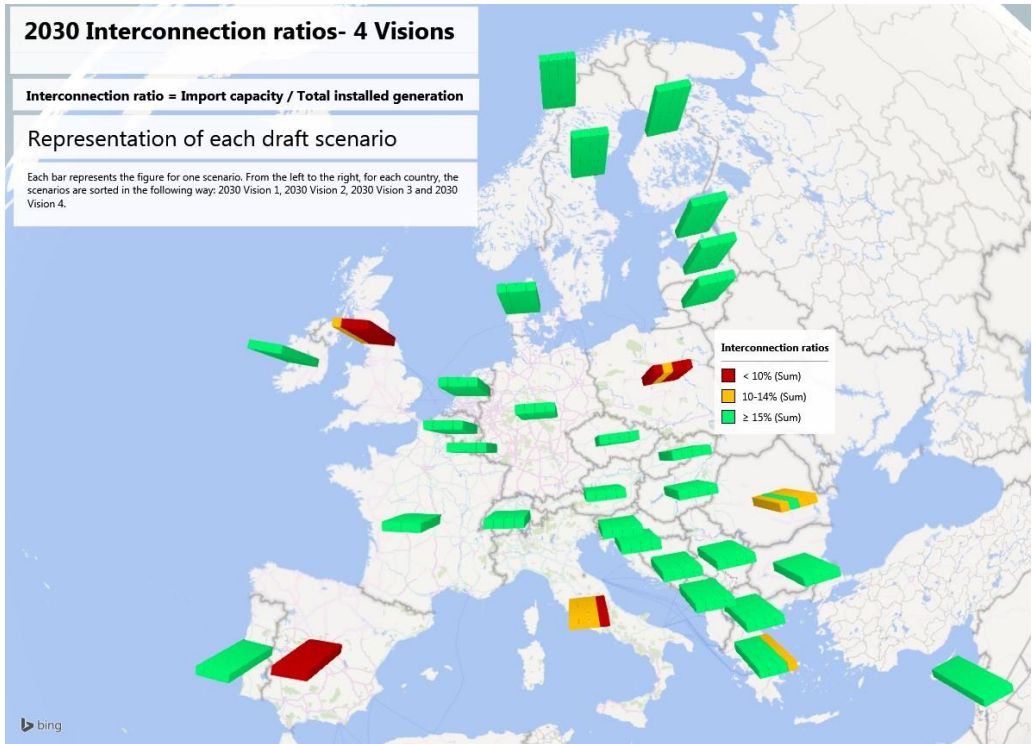 2030 Interconnection ratios- 4 Visions
Interconnection ratio = Import capacity / Total installed generation
Representation of each draft scenario
Each bar represents the figure for one scenario. From the left to the right, for each country, the
scenarios are sorted in the following way: 2030 Vision 1, 2030 Vision 2, 2030 Vision 3 and 2030
Vision 4.
Interconnection ratios
< 10% (Sum)
10-14% (Sum)
≥ 15% (Sum)
bing